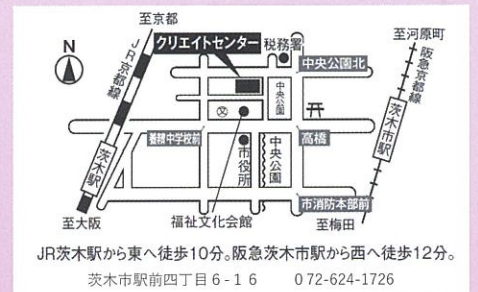 至京都
N
JR京都線
クリエイトセンター
税務署
中央公園北
至河原町
阪急京都線
茨木市駅
中央公園
文
養精中学校前
高橋
市役所
中央公園
茨木駅
市消防本部前
至大阪
福祉文化会館
至梅田
JR茨木駅から東へ徒歩10分。阪急茨木市駅から西へ徒歩12分。
茨木市駅前四丁目6-16 072-624-1726